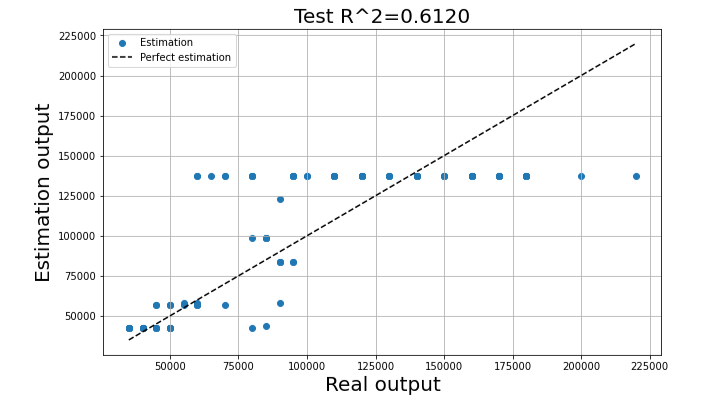 Test R^2=0.6120
Estimation
Perfect estimation
225000
200000
175000
150000
125000
100000
75000
50000
Estimation output
50000 75000 100000 125000 150000 175000 200000 225000
Real output